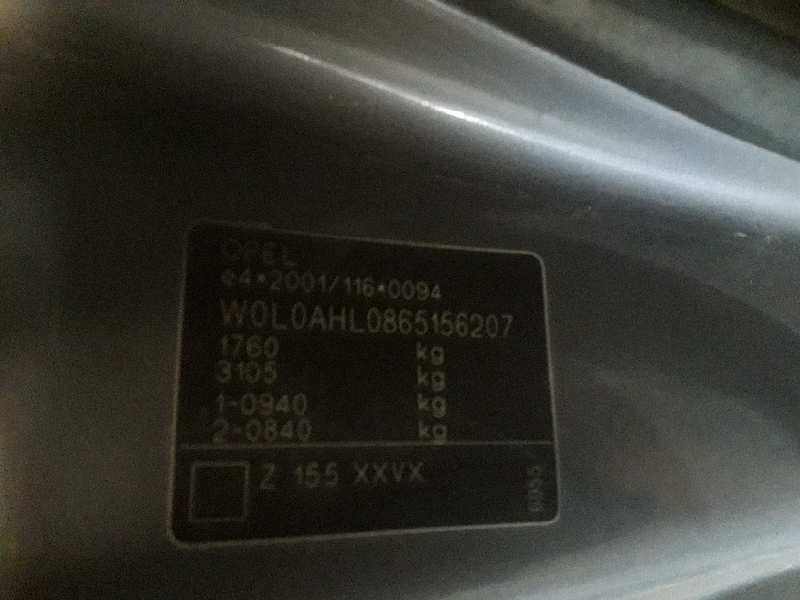 OPEL
e4*2001/116*0094
W0L0AHL0865156207
1760 kg
3105 kg
1-0940 kg
2-0840 kg
Z 155 XXVX